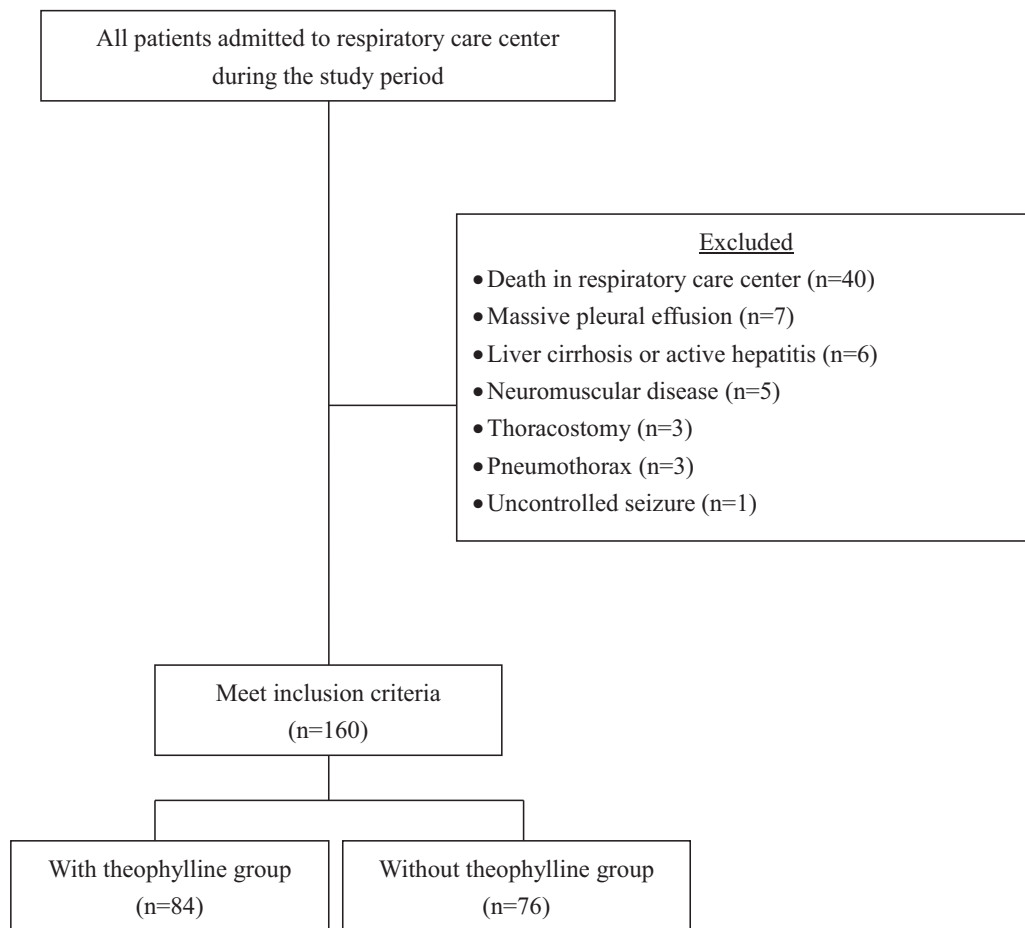 All patients admitted to respiratory care center
during the study period
Excluded
•Death in respiratory care center (n=40)
•Massive pleural effusion (n=7)
•Liver cirrhosis or active hepatitis (n=6)
•Neuromuscular disease (n=5)
•Thoracostomy (n=3)
•Pneumothorax (n=3)
•Uncontrolled seizure (n=1)
Meet inclusion criteria
(n=160)
With theophylline group
(n=84)
Without theophylline group
(n=76)